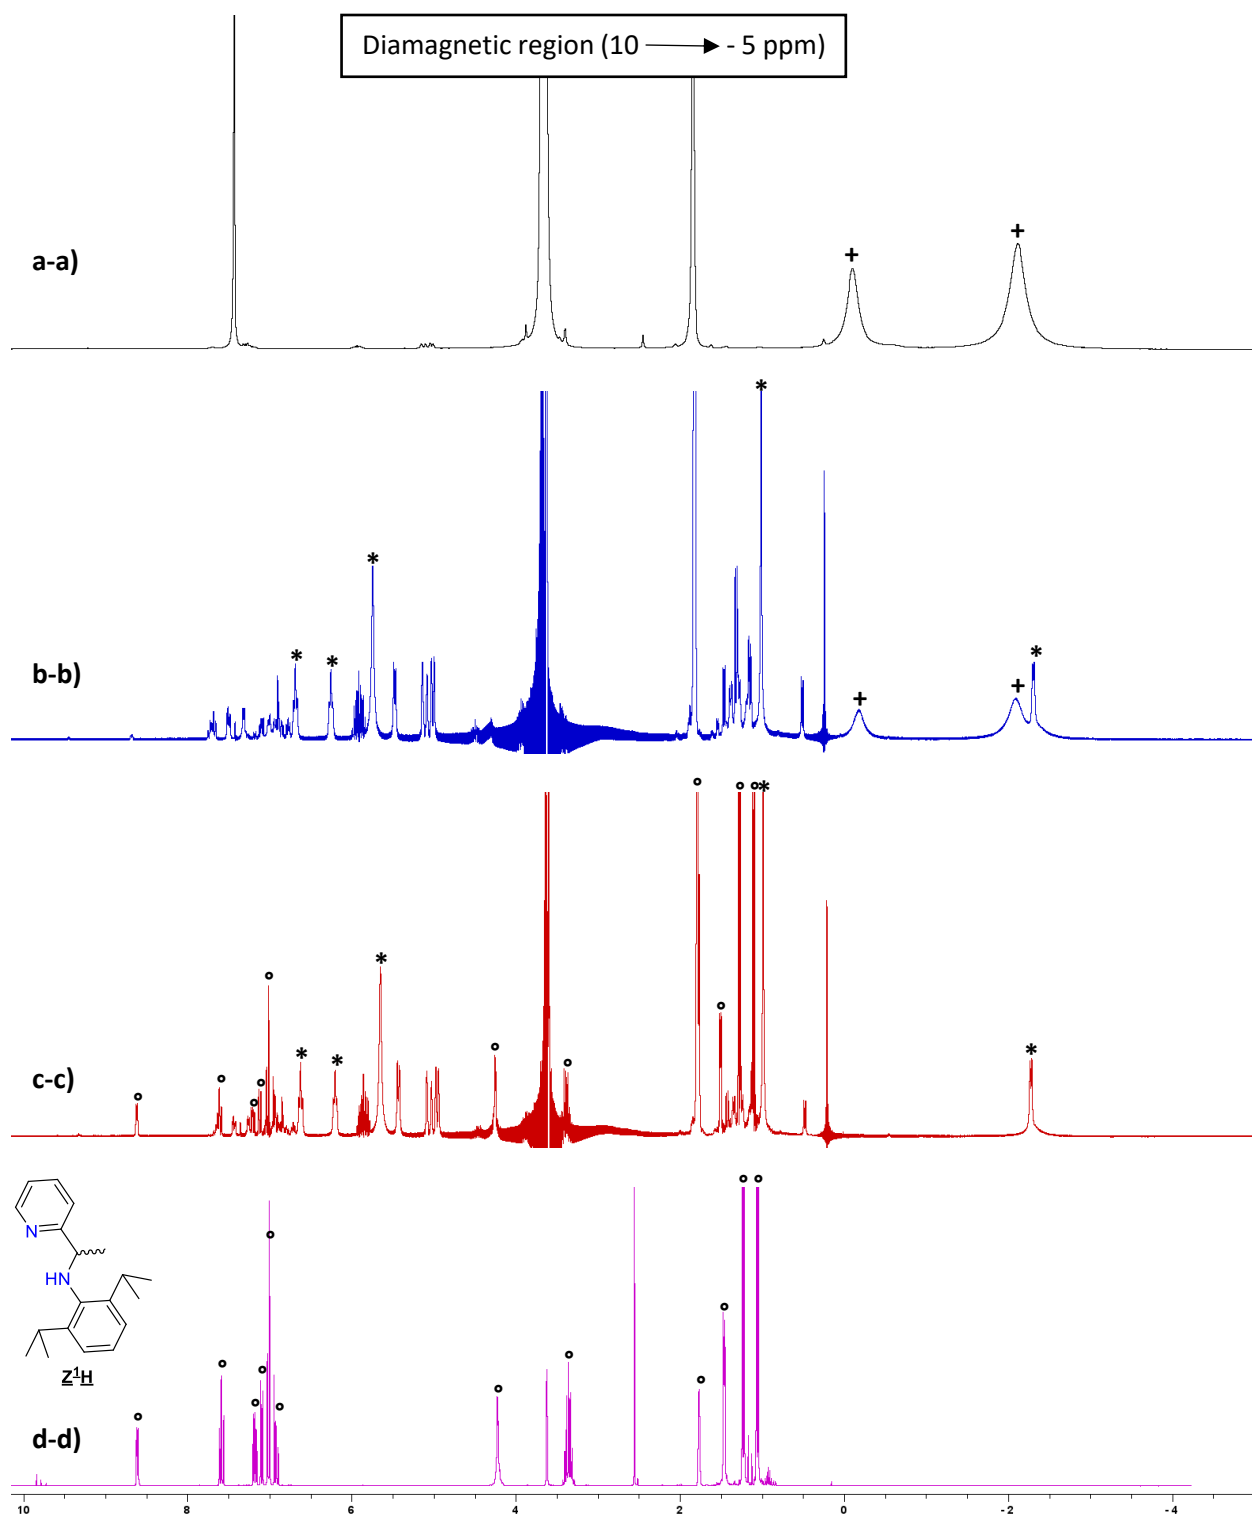 Diamagnetic region (10 ⟶ - 5 ppm)
+
+
a-a)
*
*
*
*
*
+
+
b-b)
° ° ° *
°
*
°
* *
° °
*
° ° ° °
c-c)
N
HN
Z¹H
° °
°
°
° ° °
°
° °
°
°
d-d)
10 8 6 4 2 0 -2 -4